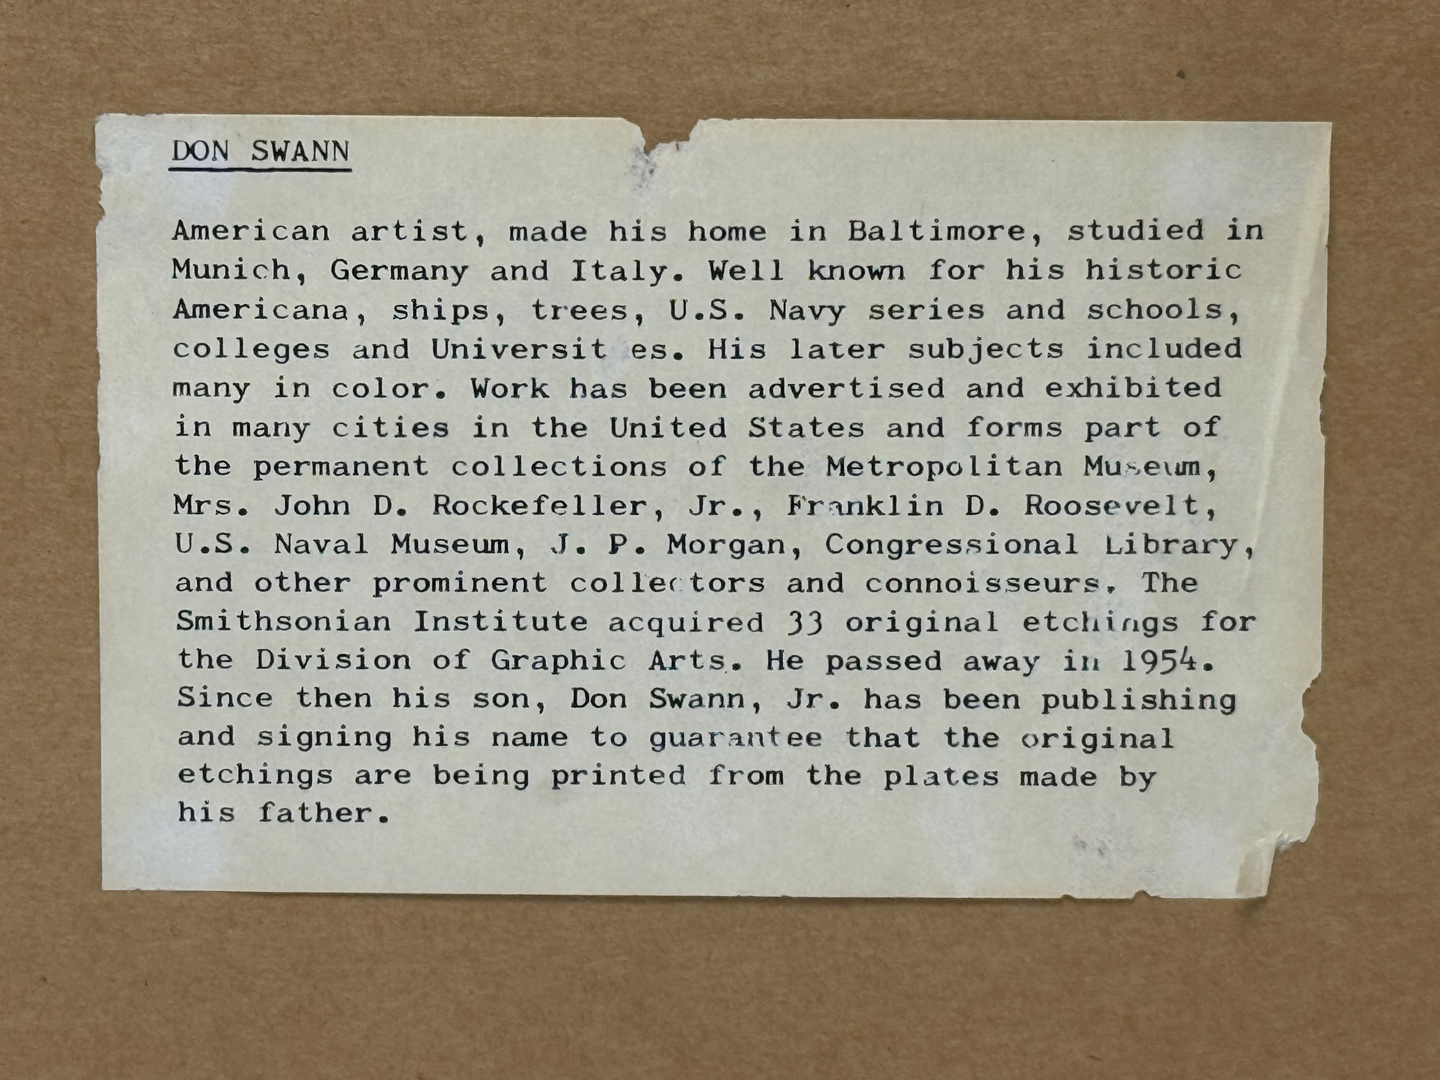 DON SWANN
American artist, made his home in Baltimore, studied in
Munich, Germany and Italy. Well known for his historic
Americana, ships, trees, U.S. Navy series and schools,
colleges and Universit es. His later subjects included
many in color. Work has been advertised and exhibited
in many cities in the United States and forms part of
the permanent collections of the Metropolitan Museum,
Mrs. John D. Rockefeller, Jr., Franklin D. Roosevelt,
U.S. Naval Museum, J. P. Morgan, Congressional Library,
and other prominent collectors and connoisseurs. The
Smithsonian Institute acquired 33 original etchings for
the Division of Graphic Arts. He passed away in 1954.
Since then his son, Don Swann, Jr. has been publishing
and signing his name to guarantee that the original
etchings are being printed from the plates made by
his father.